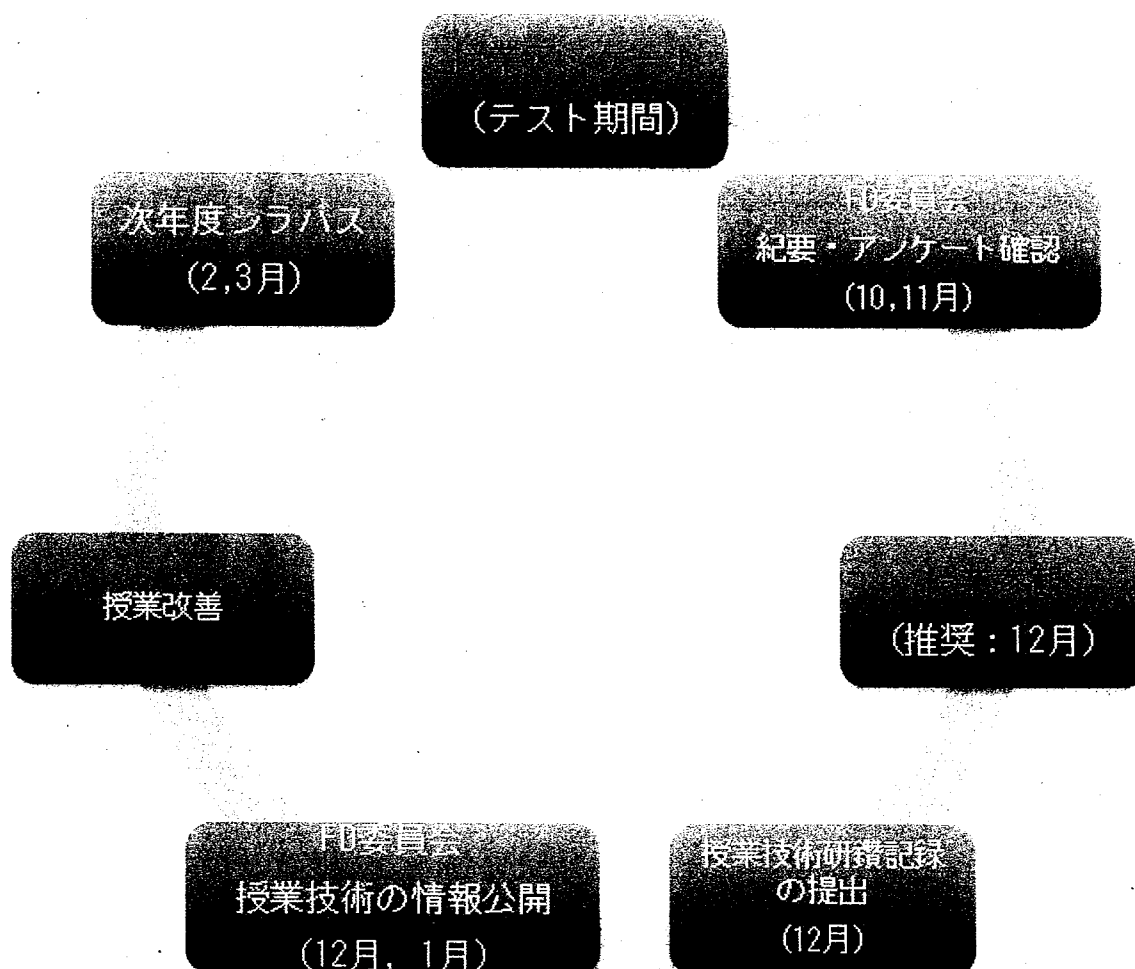 (テスト期間)
次年度シラバス
(2,3月)
FD委員会
紀要・アンケート確認
(10,11月)
授業改善
(推奨:12月)
FD委員会
授業技術の情報公開
(12月, 1月)
授業技術研鑽記録
の提出
(12月)